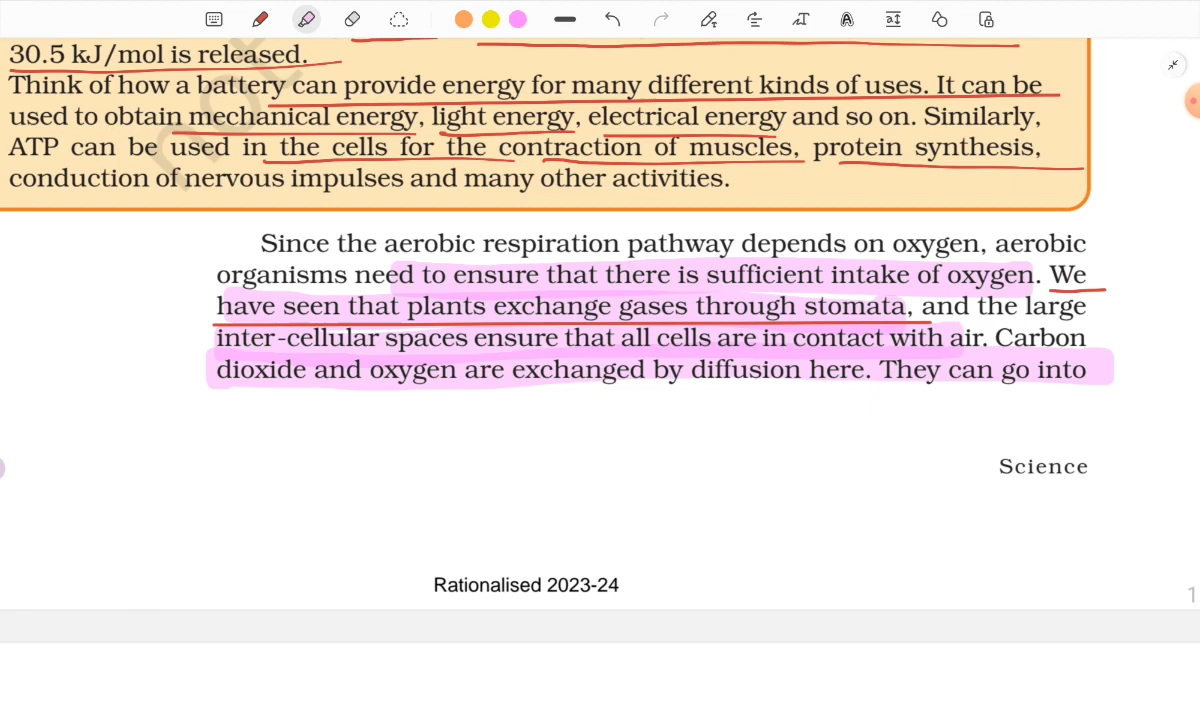 30.5 kJ/mol is released.
Think of how a battery can provide energy for many different kinds of uses. It can be
used to obtain mechanical energy, light energy, electrical energy and so on. Similarly,
ATP can be used in the cells for the contraction of muscles, protein synthesis,
conduction of nervous impulses and many other activities.
Since the aerobic respiration pathway depends on oxygen, aerobic
organisms need to ensure that there is sufficient intake of oxygen. We
have seen that plants exchange gases through stomata, and the large
inter-cellular spaces ensure that all cells are in contact with air. Carbon
dioxide and oxygen are exchanged by diffusion here. They can go into
Science
Rationalised 2023-24
1